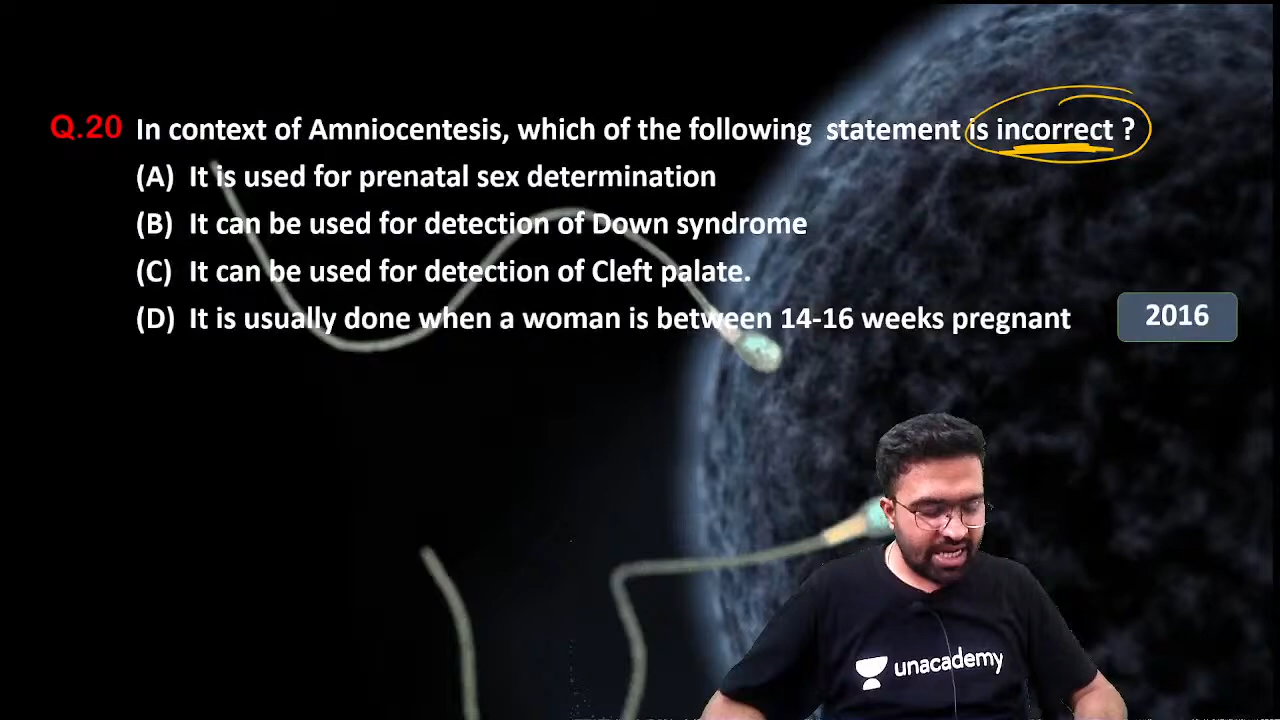 Q.20 In context of Amniocentesis, which of the following statement is incorrect ?
(A) It is used for prenatal sex determination
(B) It can be used for detection of Down syndrome
(C) It can be used for detection of Cleft palate.
(D) It is usually done when a woman is between 14-16 weeks pregnant
2016
unacademy